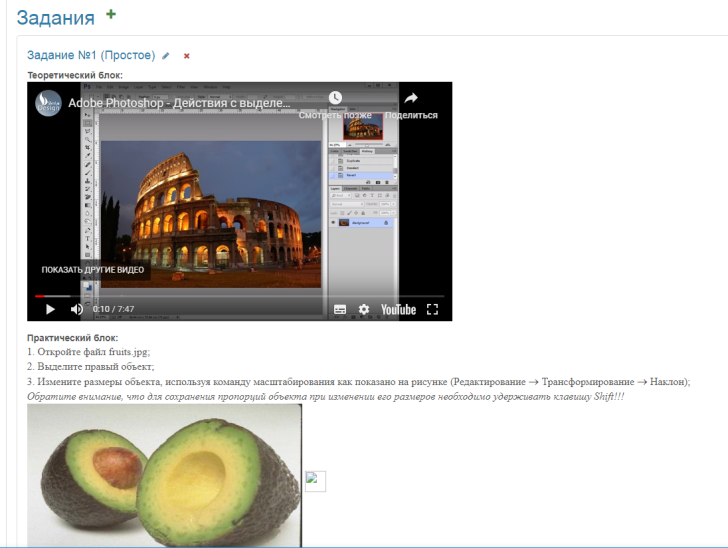 Задания
Задание №1 (Простое)
Теоретический блок:
Adobe Photoshop - Действия с выделе...
Смотреть позже
Поделиться
ПОКАЗАТЬ ДРУГИЕ ВИДЕО
0:10 / 7:47
YouTube
Практический блок:
1. Откройте файл fruits.jpg;
2. Выделите правый объект;
3. Измените размеры объекта, используя команду масштабирования как показано на рисунке (Редактирование → Трансформирование → Наклон);
Обратите внимание, что для сохранения пропорций объекта при изменении его размеров необходимо удерживать клавишу Shift!!!